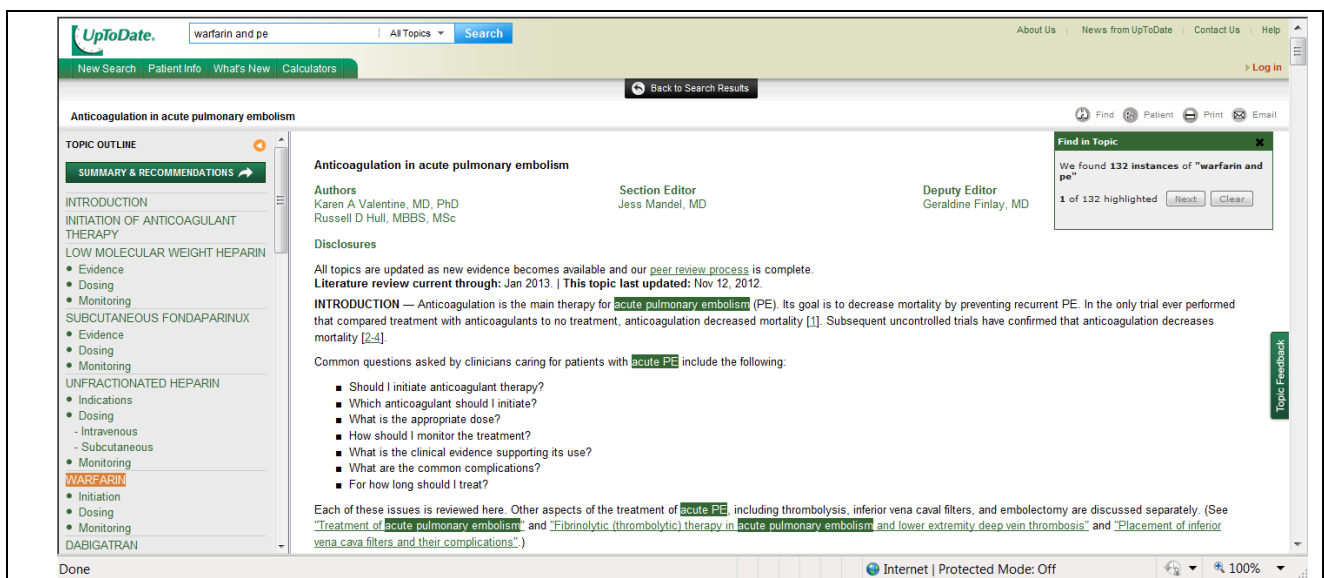 UpToDate.
warfarin and pe
All Topics
Search
About Us
News from UpToDate
Contact Us
Help
New Search
Patient Info
What's New
Calculators
Log in
Back to Search Results
Anticoagulation in acute pulmonary embolism
Find
Patient
Print
Email
TOPIC OUTLINE
SUMMARY & RECOMMENDATIONS
INTRODUCTION
INITIATION OF ANTICOAGULANT
THERAPY
LOW MOLECULAR WEIGHT HEPARIN
• Evidence
• Dosing
• Monitoring
SUBCUTANEOUS FONDAPARINUX
• Evidence
• Dosing
• Monitoring
UNFRACTIONATED HEPARIN
• Indications
• Dosing
- Intravenous
- Subcutaneous
• Monitoring
WARFARIN
• Initiation
• Dosing
• Monitoring
DABIGATRAN
Anticoagulation in acute pulmonary embolism
Authors
Karen A Valentine, MD, PhD
Russell D Hull, MBBS, MSc
Section Editor
Jess Mandel, MD
Deputy Editor
Geraldine Finlay, MD
Disclosures
All topics are updated as new evidence becomes available and our peer review process is complete.
Literature review current through: Jan 2013. | This topic last updated: Nov 12, 2012.
INTRODUCTION — Anticoagulation is the main therapy for acute pulmonary embolism (PE). Its goal is to decrease mortality by preventing recurrent PE. In the only trial ever performed
that compared treatment with anticoagulants to no treatment, anticoagulation decreased mortality [1]. Subsequent uncontrolled trials have confirmed that anticoagulation decreases
mortality [2-4].
Common questions asked by clinicians caring for patients with acute PE include the following:
■ Should I initiate anticoagulant therapy?
■ Which anticoagulant should I initiate?
■ What is the appropriate dose?
■ How should I monitor the treatment?
■ What is the clinical evidence supporting its use?
■ What are the common complications?
■ For how long should I treat?
Each of these issues is reviewed here. Other aspects of the treatment of acute PE, including thrombolysis, inferior vena caval filters, and embolectomy are discussed separately. (See
"Treatment of acute pulmonary embolism" and "Fibrinolytic (thrombolytic) therapy in acute pulmonary embolism and lower extremity deep vein thrombosis" and "Placement of inferior
vena cava filters and their complications".)
Find in Topic
We found 132 instances of "warfarin and
pe"
1 of 132 highlighted
Next
Clear
Topic Feedback
Done
Internet | Protected Mode: Off
100%